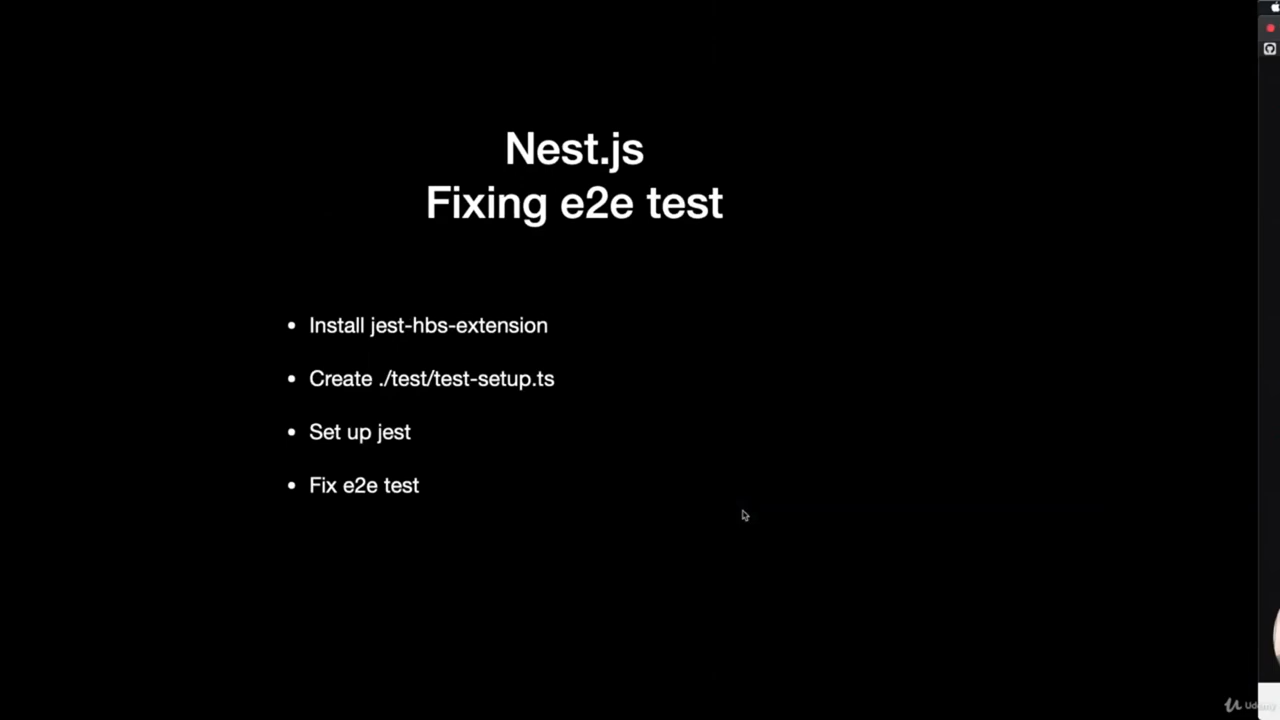 Nest.js
Fixing e2e test
• Install jest-hbs-extension
• Create ./test/test-setup.ts
• Set up jest
• Fix e2e test
Udemy